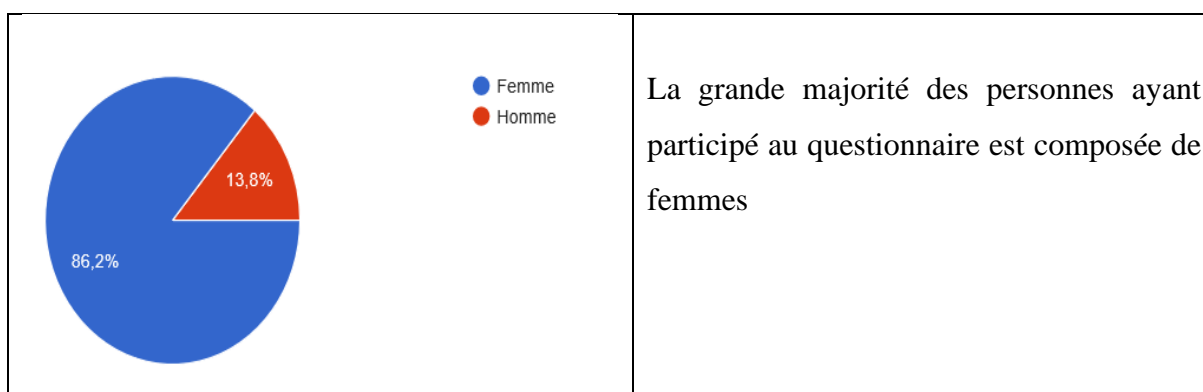 Femme
Homme
13,8%
86,2%
La grande majorité des personnes ayant
participé au questionnaire est composée de
femmes